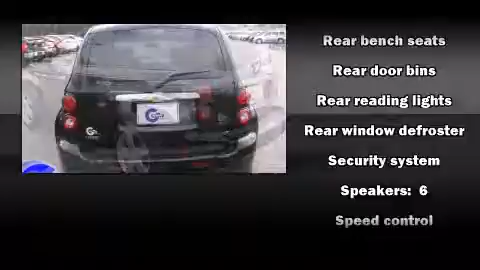 Rear bench seats
Rear door bins
Rear reading lights
Rear window defroster
Security system
Speakers: 6
Speed control